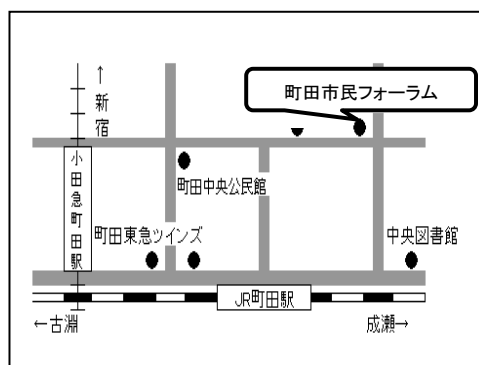 ↑新宿
町田市民フォーラム
小田急町田駅
町田中央公民館
町田東急ツインズ
中央図書館
JR町田駅
←古淵
成瀬→